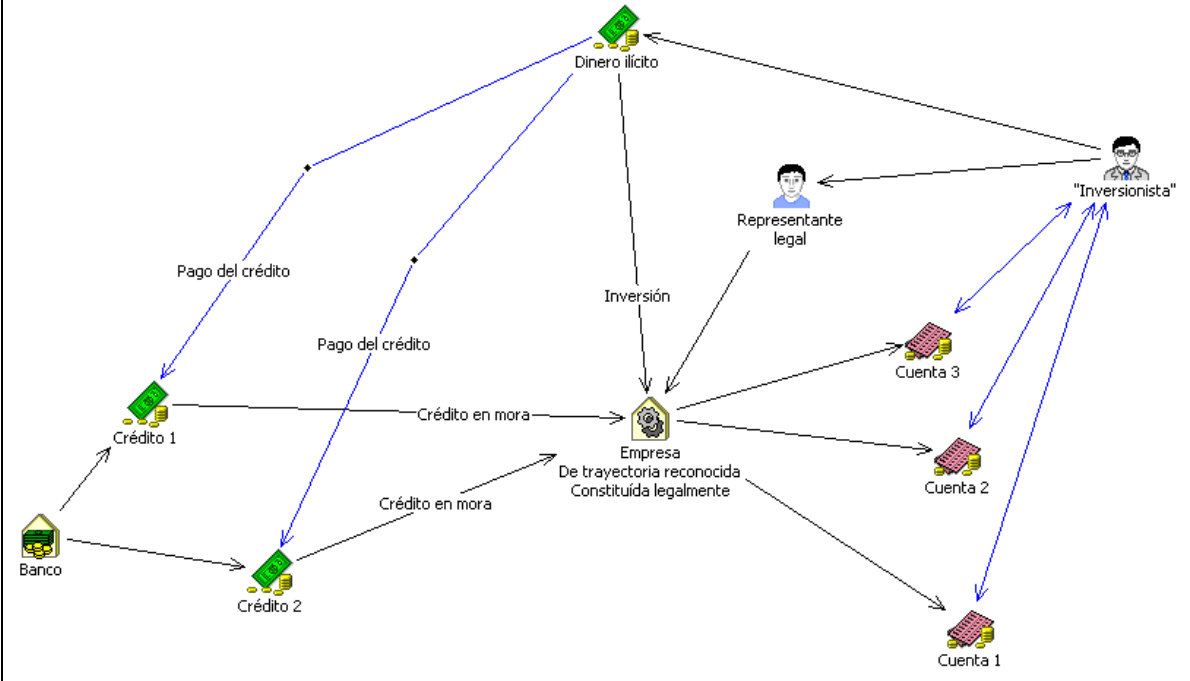 Dinero ilícito
"Inversionista"
Representante
legal
Pago del crédito
Inversión
Pago del crédito
Cuenta 3
Crédito 1
Crédito en mora
Empresa
De trayectoria reconocida
Constituída legalmente
Cuenta 2
Crédito en mora
Banco
Crédito 2
Cuenta 1